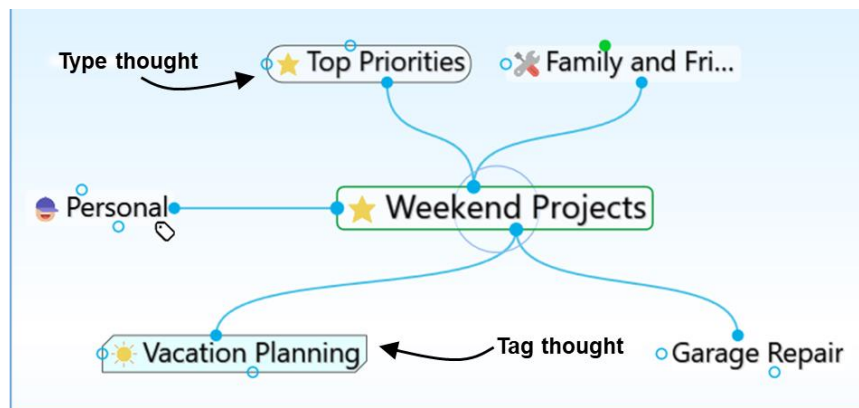 Type thought
Top Priorities
Family and Fri...
Personal
Weekend Projects
Vacation Planning
Tag thought
Garage Repair